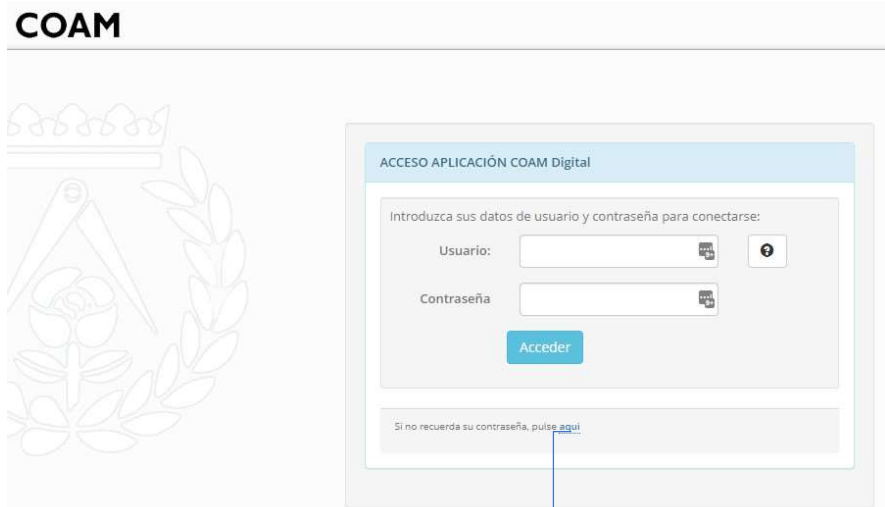 COAM
ACCESO APLICACIÓN COAM Digital
Introduzca sus datos de usuario y contraseña para conectarse:
Usuario:
Contraseña
Acceder
Si no recuerda su contraseña, pulse aqui